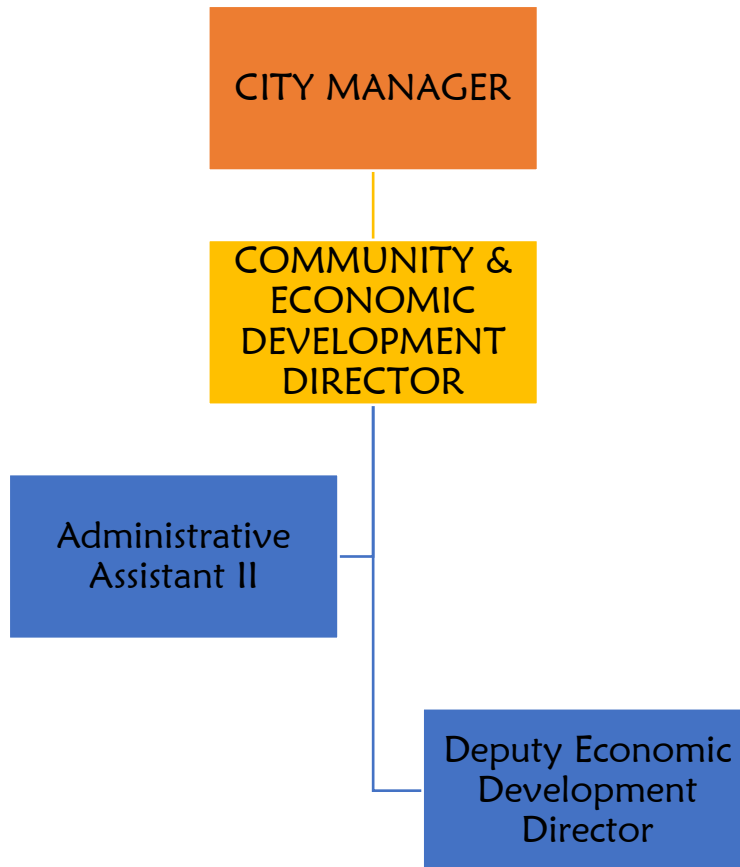 CITY MANAGER
COMMUNITY &
ECONOMIC
DEVELOPMENT
DIRECTOR
Administrative
Assistant II
Deputy Economic
Development
Director